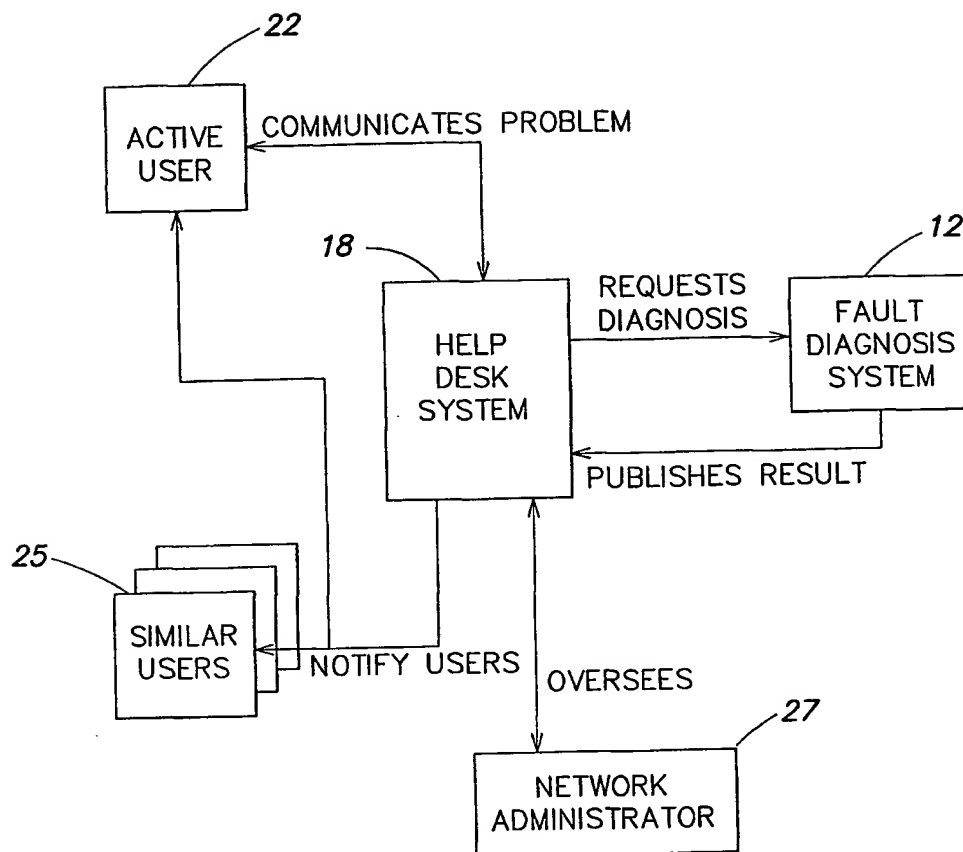 22
ACTIVE
USER
COMMUNICATES PROBLEM
18
12
HELP
DESK
SYSTEM
REQUESTS
DIAGNOSIS
FAULT
DIAGNOSIS
SYSTEM
PUBLISHES RESULT
25
SIMILAR
USERS
NOTIFY USERS
OVERSEES
27
NETWORK
ADMINISTRATOR